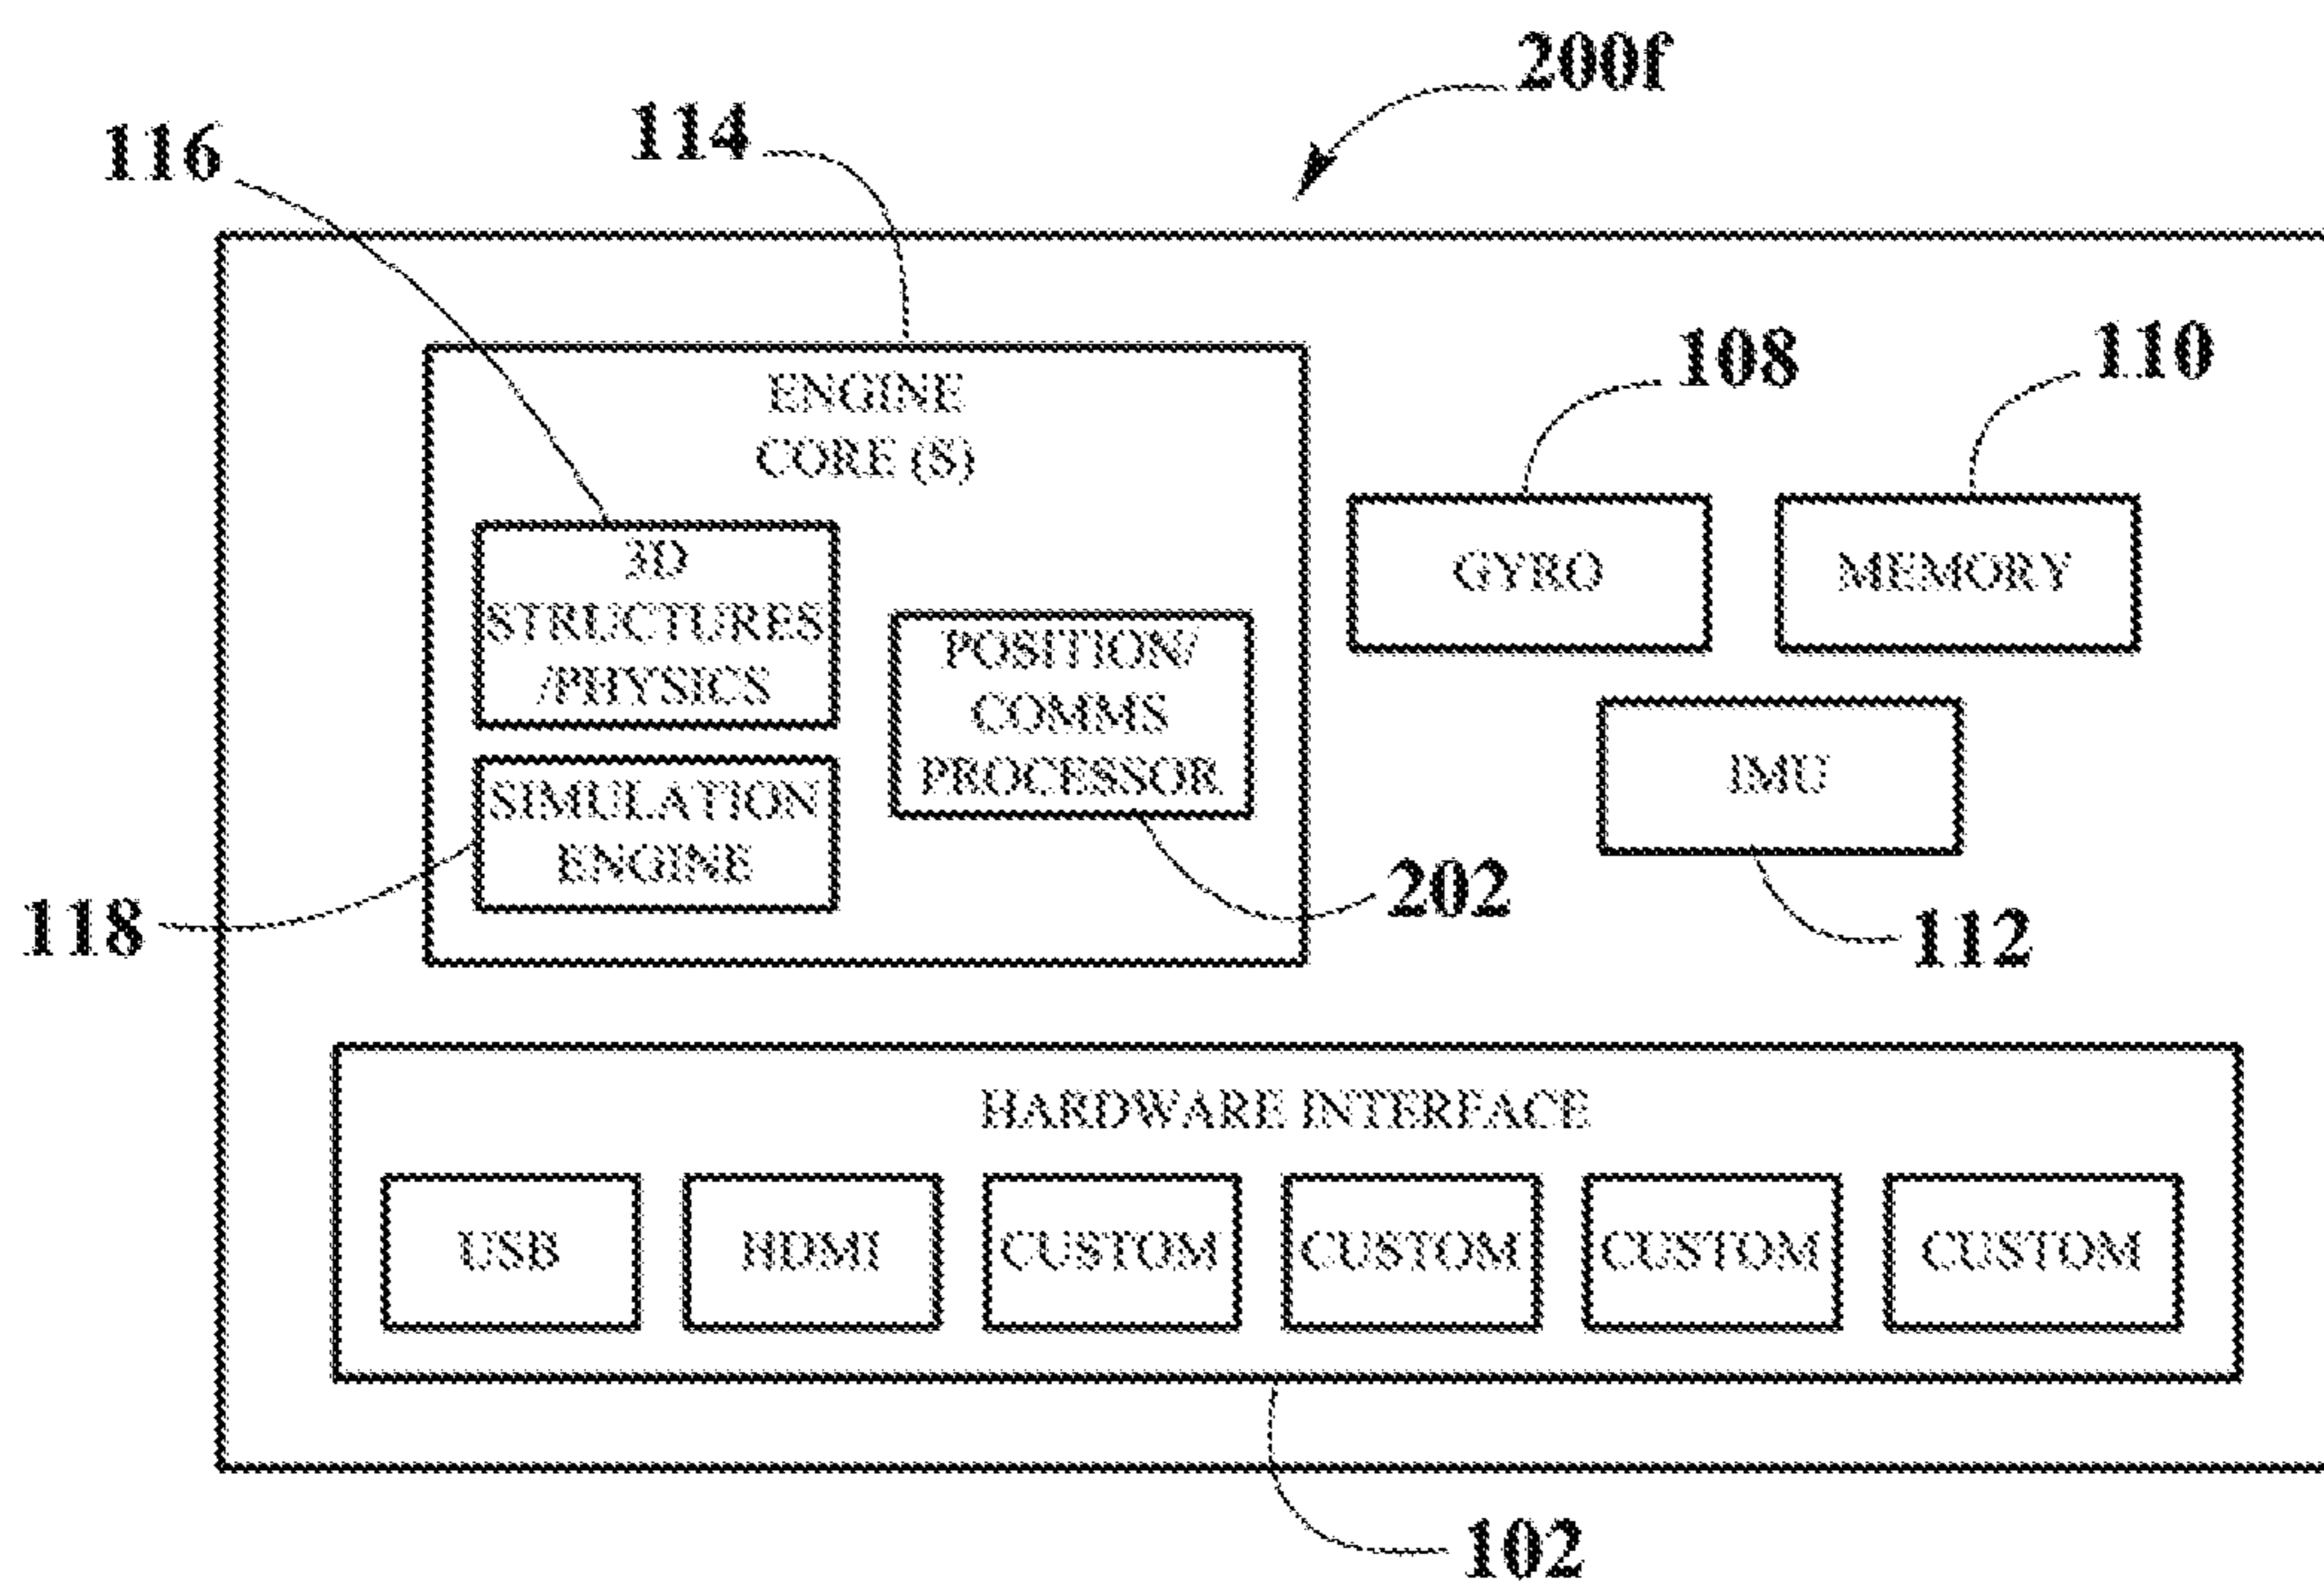 200f
114
116
108
110
ENGINE
CORE (S)
3D
STRUCTURES
/PHYSICS
POSITION/
COMMS
PROCESSOR
GYRO
MEMORY
SIMULATION
ENGINE
IMU
118
202
112
HARDWARE INTERFACE
USB
HDMI
CUSTOM
CUSTOM
CUSTOM
CUSTOM
102